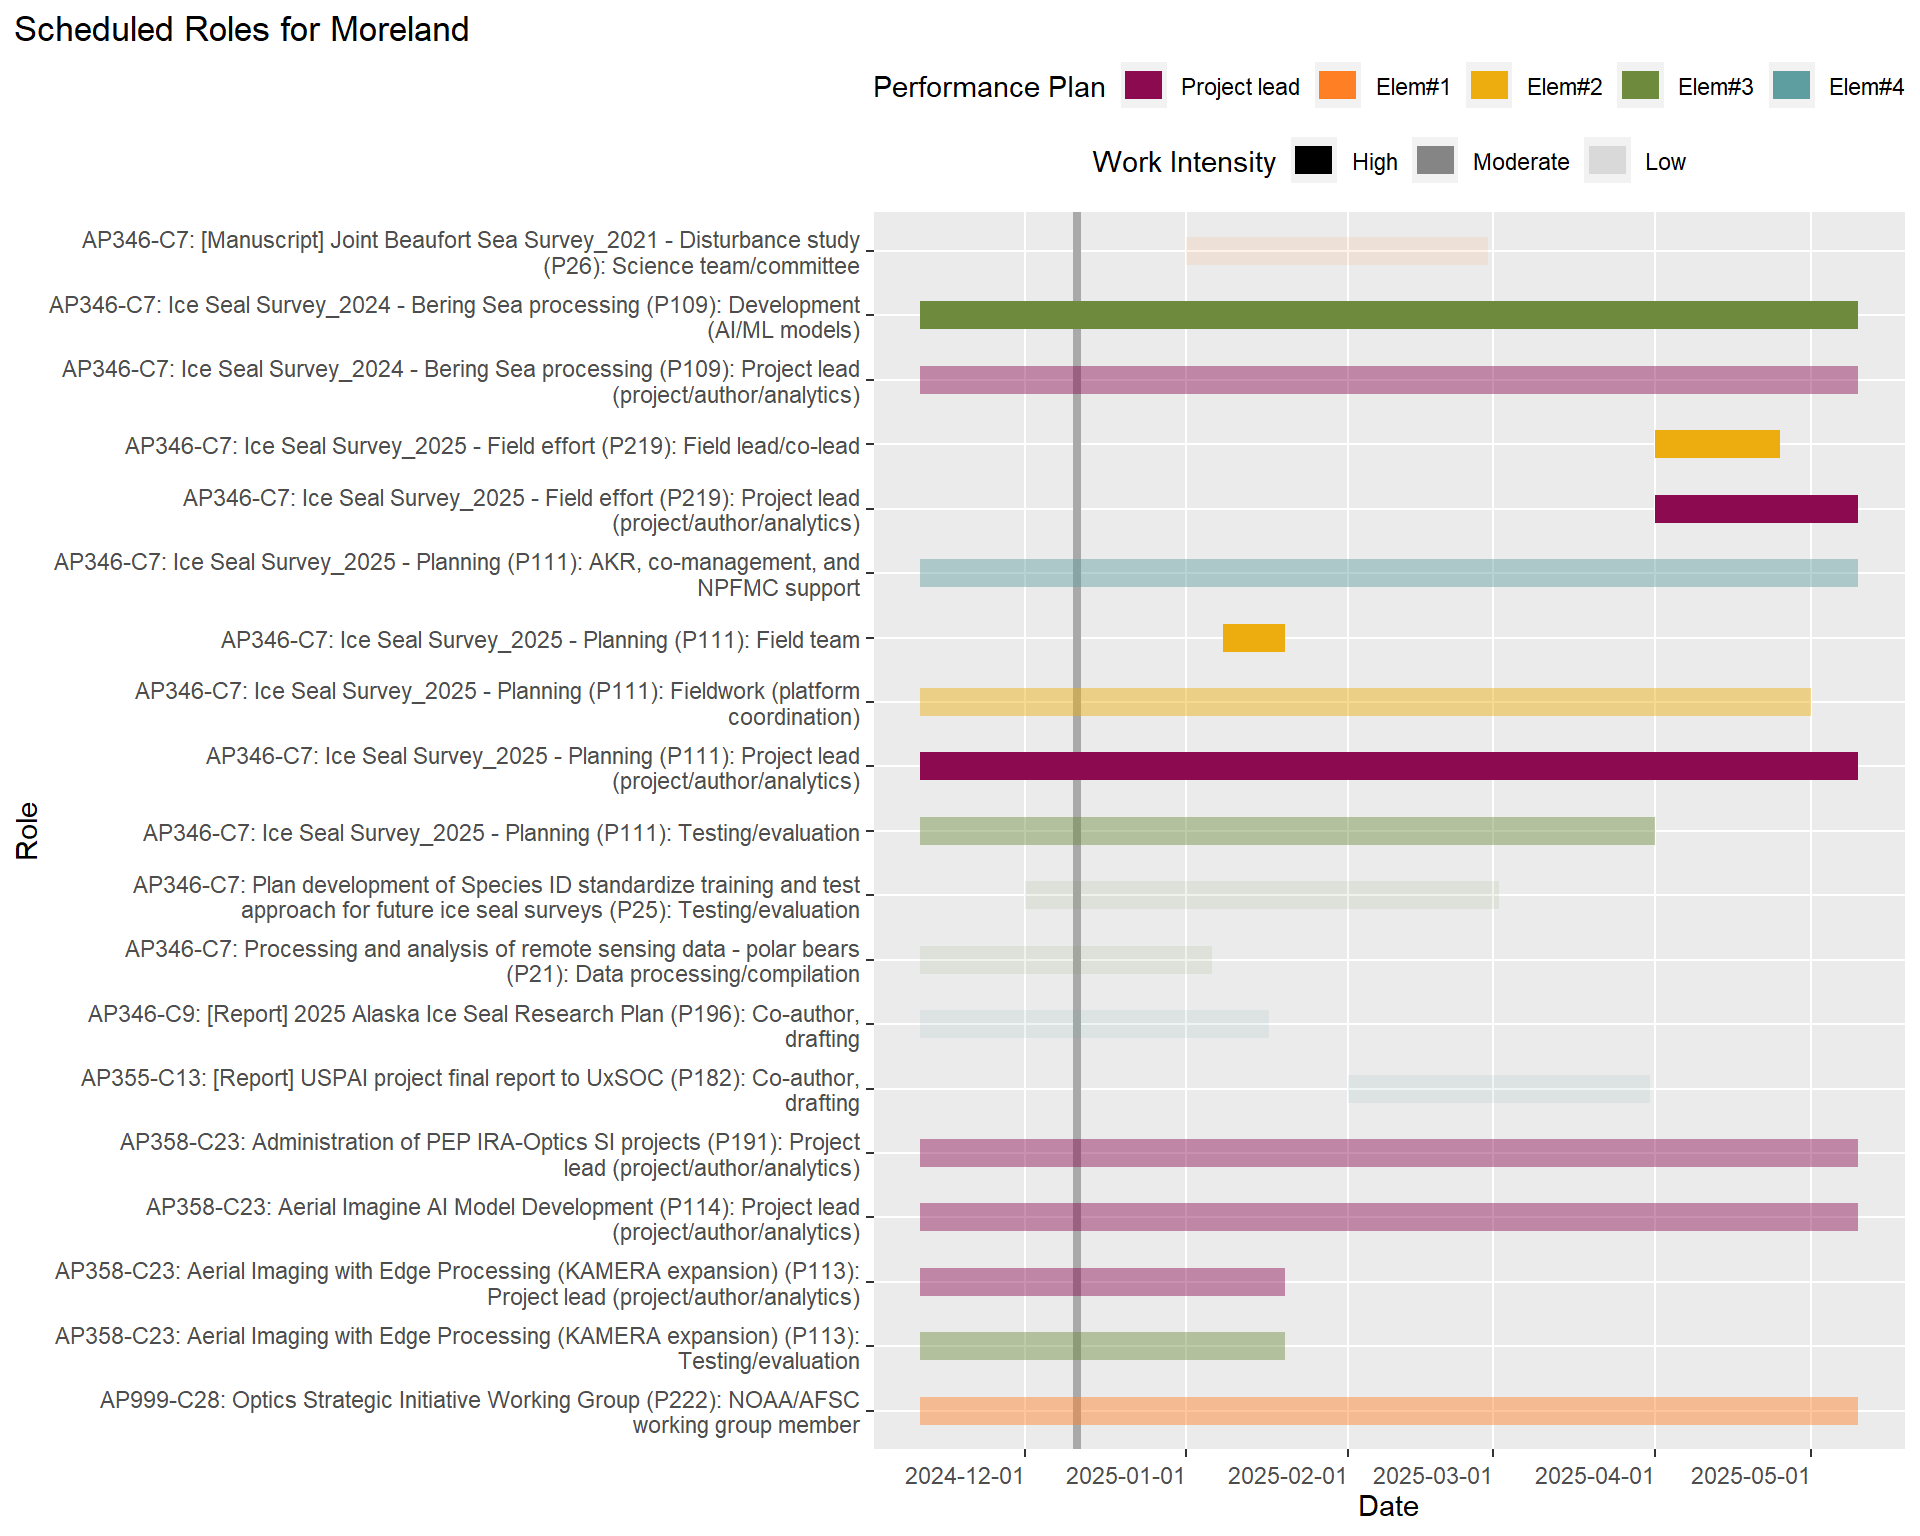 Scheduled Roles for Moreland
Performance Plan Project lead Elem#1 Elem#2 Elem#3 Elem#4
Work Intensity High Moderate Low
AP346-C7: [Manuscript] Joint Beaufort Sea Survey_2021 - Disturbance study
(P26): Science team/committee
AP346-C7: Ice Seal Survey_2024 - Bering Sea processing (P109): Development
(AI/ML models)
AP346-C7: Ice Seal Survey_2024 - Bering Sea processing (P109): Project lead
(project/author/analytics)
AP346-C7: Ice Seal Survey_2025 - Field effort (P219): Field lead/co-lead
AP346-C7: Ice Seal Survey_2025 - Field effort (P219): Project lead
(project/author/analytics)
AP346-C7: Ice Seal Survey_2025 - Planning (P111): AKR, co-management, and
NPFMC support
AP346-C7: Ice Seal Survey_2025 - Planning (P111): Field team
AP346-C7: Ice Seal Survey_2025 - Planning (P111): Fieldwork (platform
coordination)
AP346-C7: Ice Seal Survey_2025 - Planning (P111): Project lead
(project/author/analytics)
AP346-C7: Ice Seal Survey_2025 - Planning (P111): Testing/evaluation
AP346-C7: Plan development of Species ID standardize training and test
approach for future ice seal surveys (P25): Testing/evaluation
AP346-C7: Processing and analysis of remote sensing data - polar bears
(P21): Data processing/compilation
AP346-C9: [Report] 2025 Alaska Ice Seal Research Plan (P196): Co-author,
drafting
AP355-C13: [Report] USPAI project final report to UxSOC (P182): Co-author,
drafting
AP358-C23: Administration of PEP IRA-Optics SI projects (P191): Project
lead (project/author/analytics)
AP358-C23: Aerial Imagine AI Model Development (P114): Project lead
(project/author/analytics)
AP358-C23: Aerial Imaging with Edge Processing (KAMERA expansion) (P113):
Project lead (project/author/analytics)
AP358-C23: Aerial Imaging with Edge Processing (KAMERA expansion) (P113):
Testing/evaluation
AP999-C28: Optics Strategic Initiative Working Group (P222): NOAA/AFSC
working group member
Role
2024-12-01 2025-01-01 2025-02-01 2025-03-01 2025-04-01 2025-05-01
Date